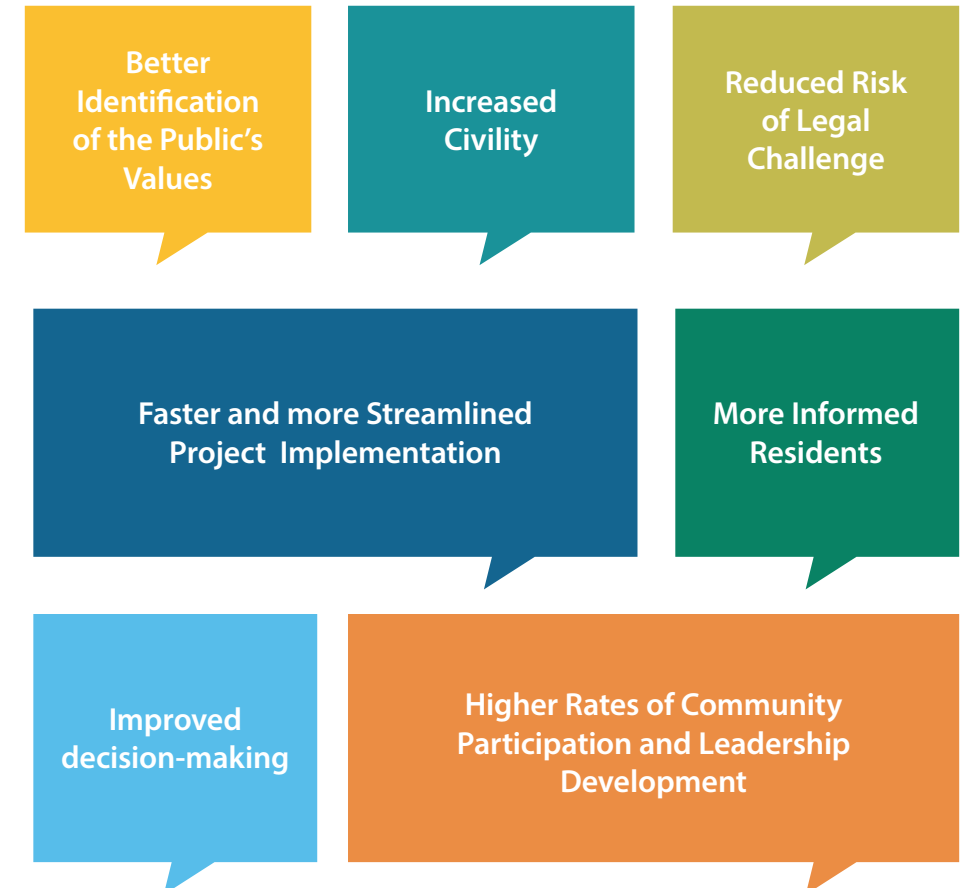 Better
Identification
of the Public’s
Values
Increased
Civility
Reduced Risk
of Legal
Challenge
Faster and more Streamlined
Project Implementation
More Informed
Residents
Improved
decision-making
Higher Rates of Community
Participation and Leadership
Development